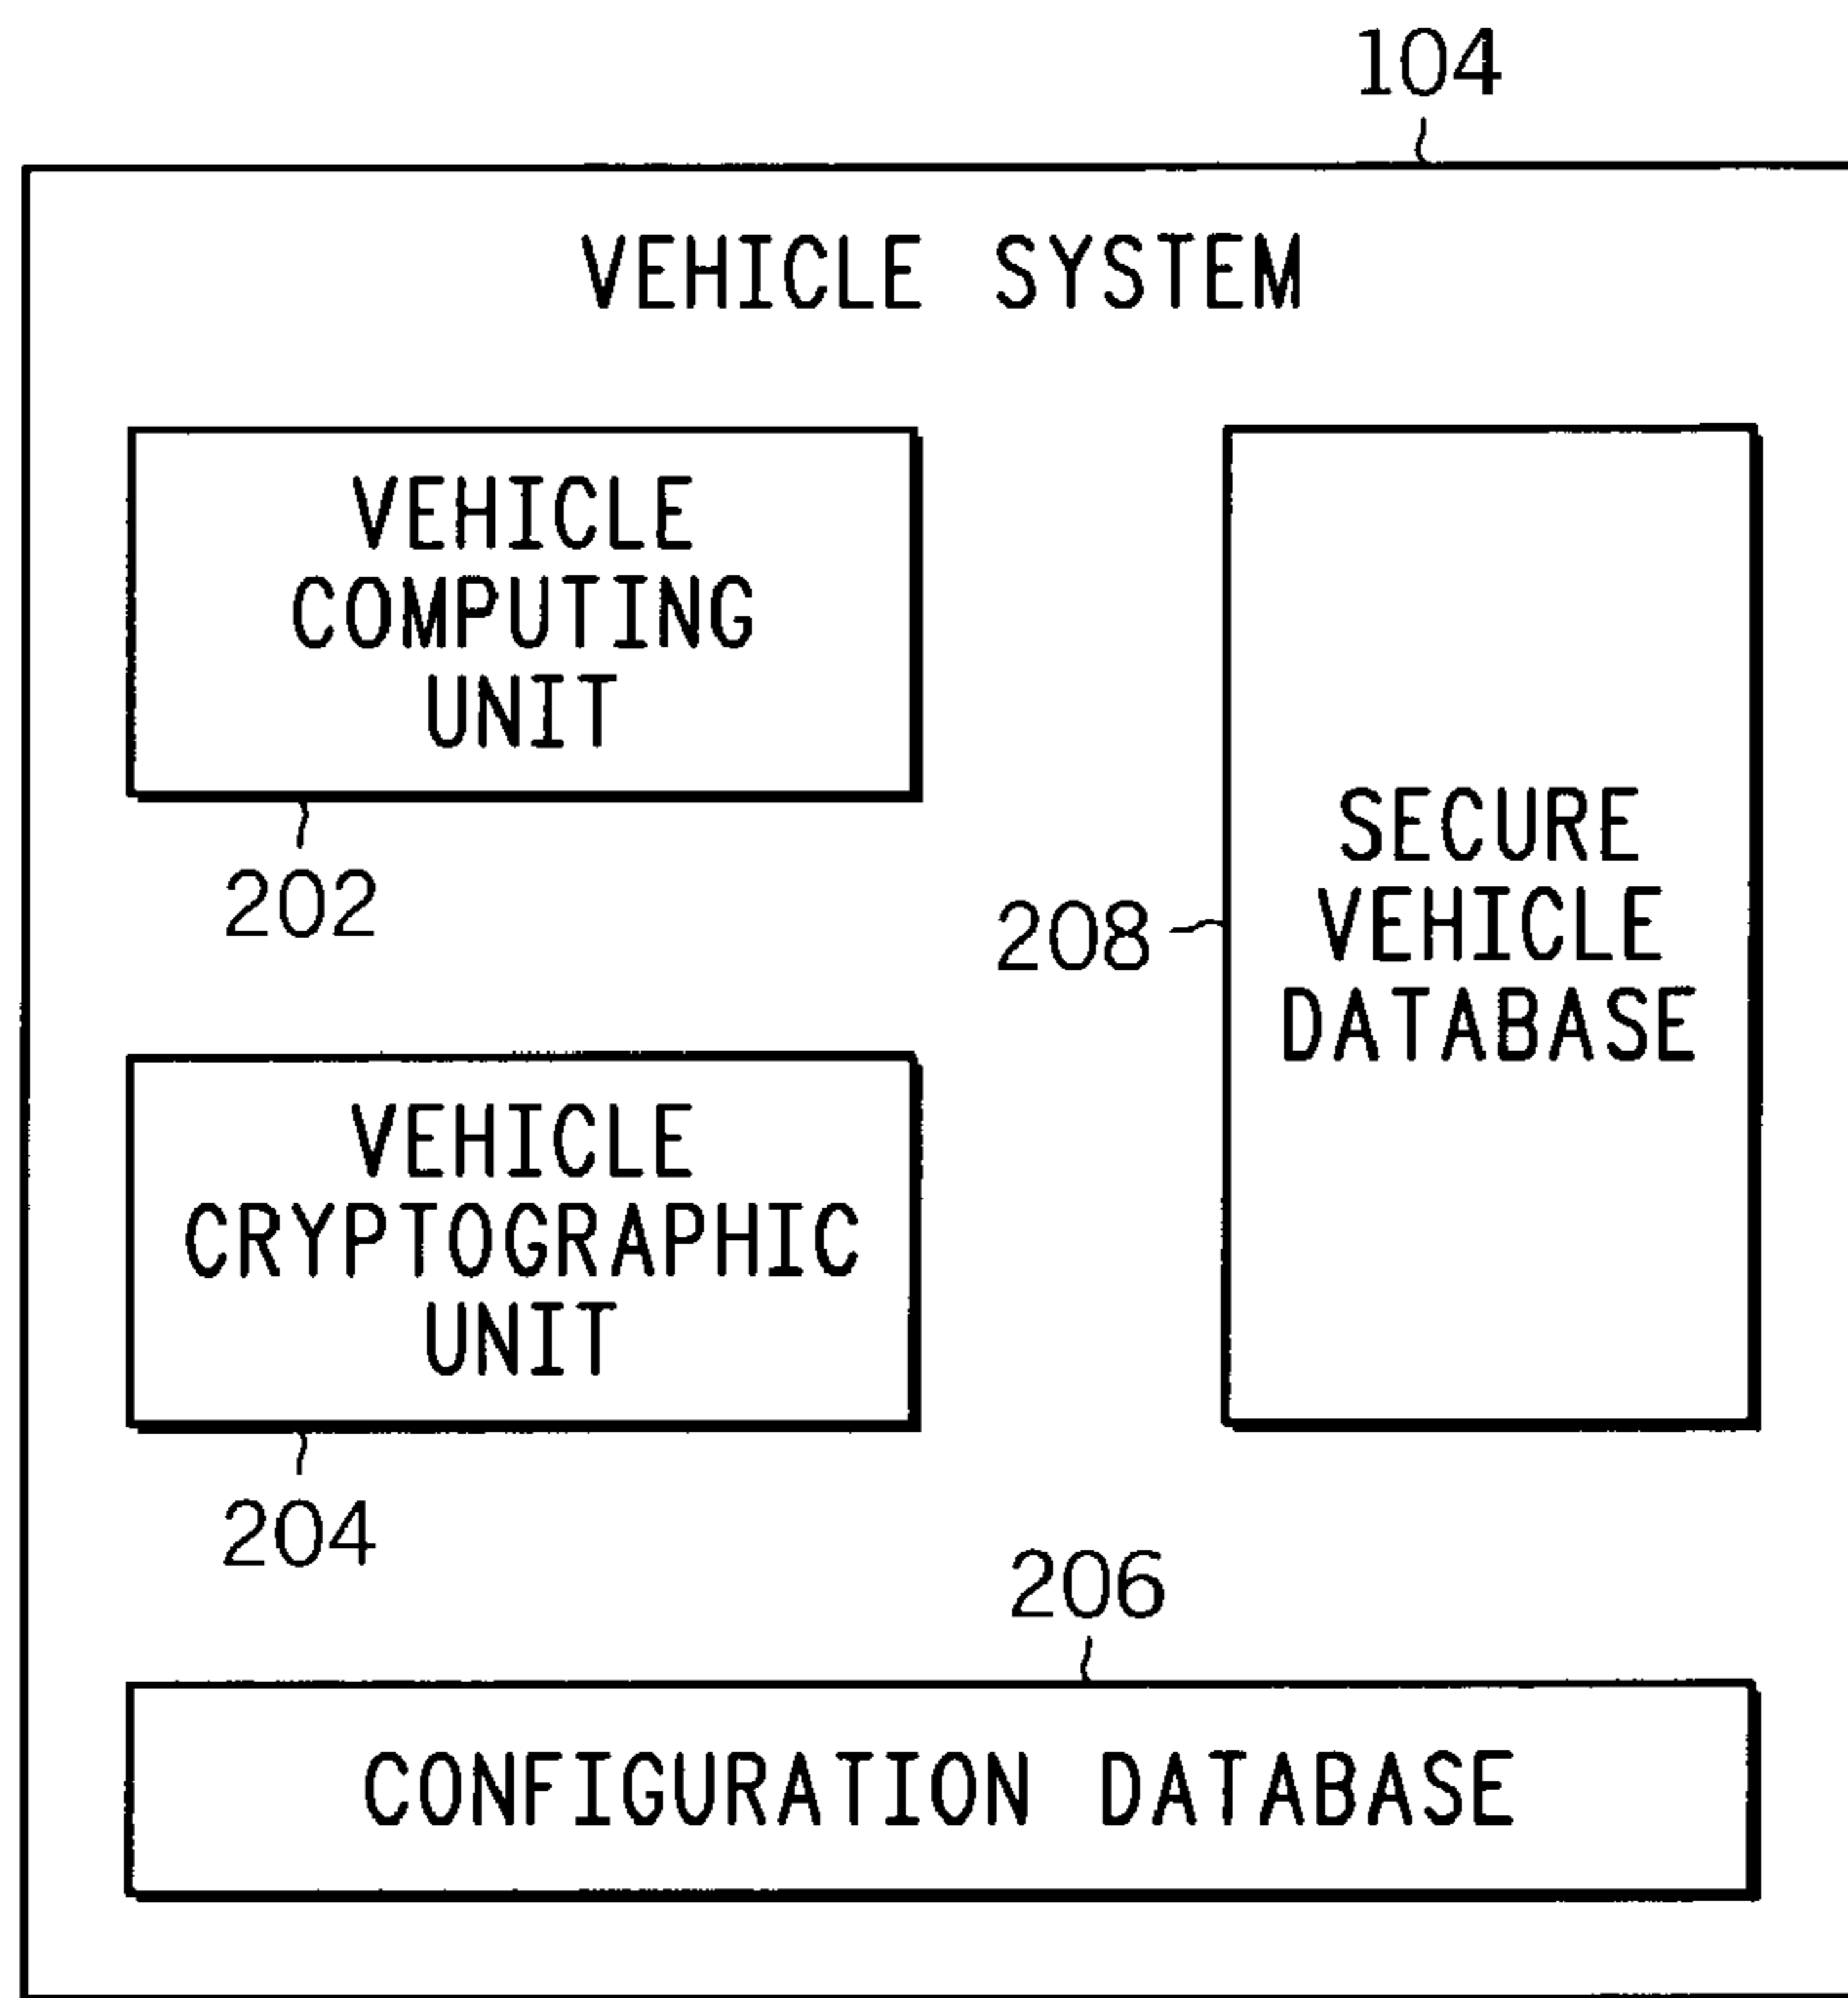 104
VEHICLE SYSTEM
VEHICLE
COMPUTING
UNIT
202
SECURE
VEHICLE
DATABASE
208
VEHICLE
CRYPTOGRAPHIC
UNIT
204
206
CONFIGURATION DATABASE